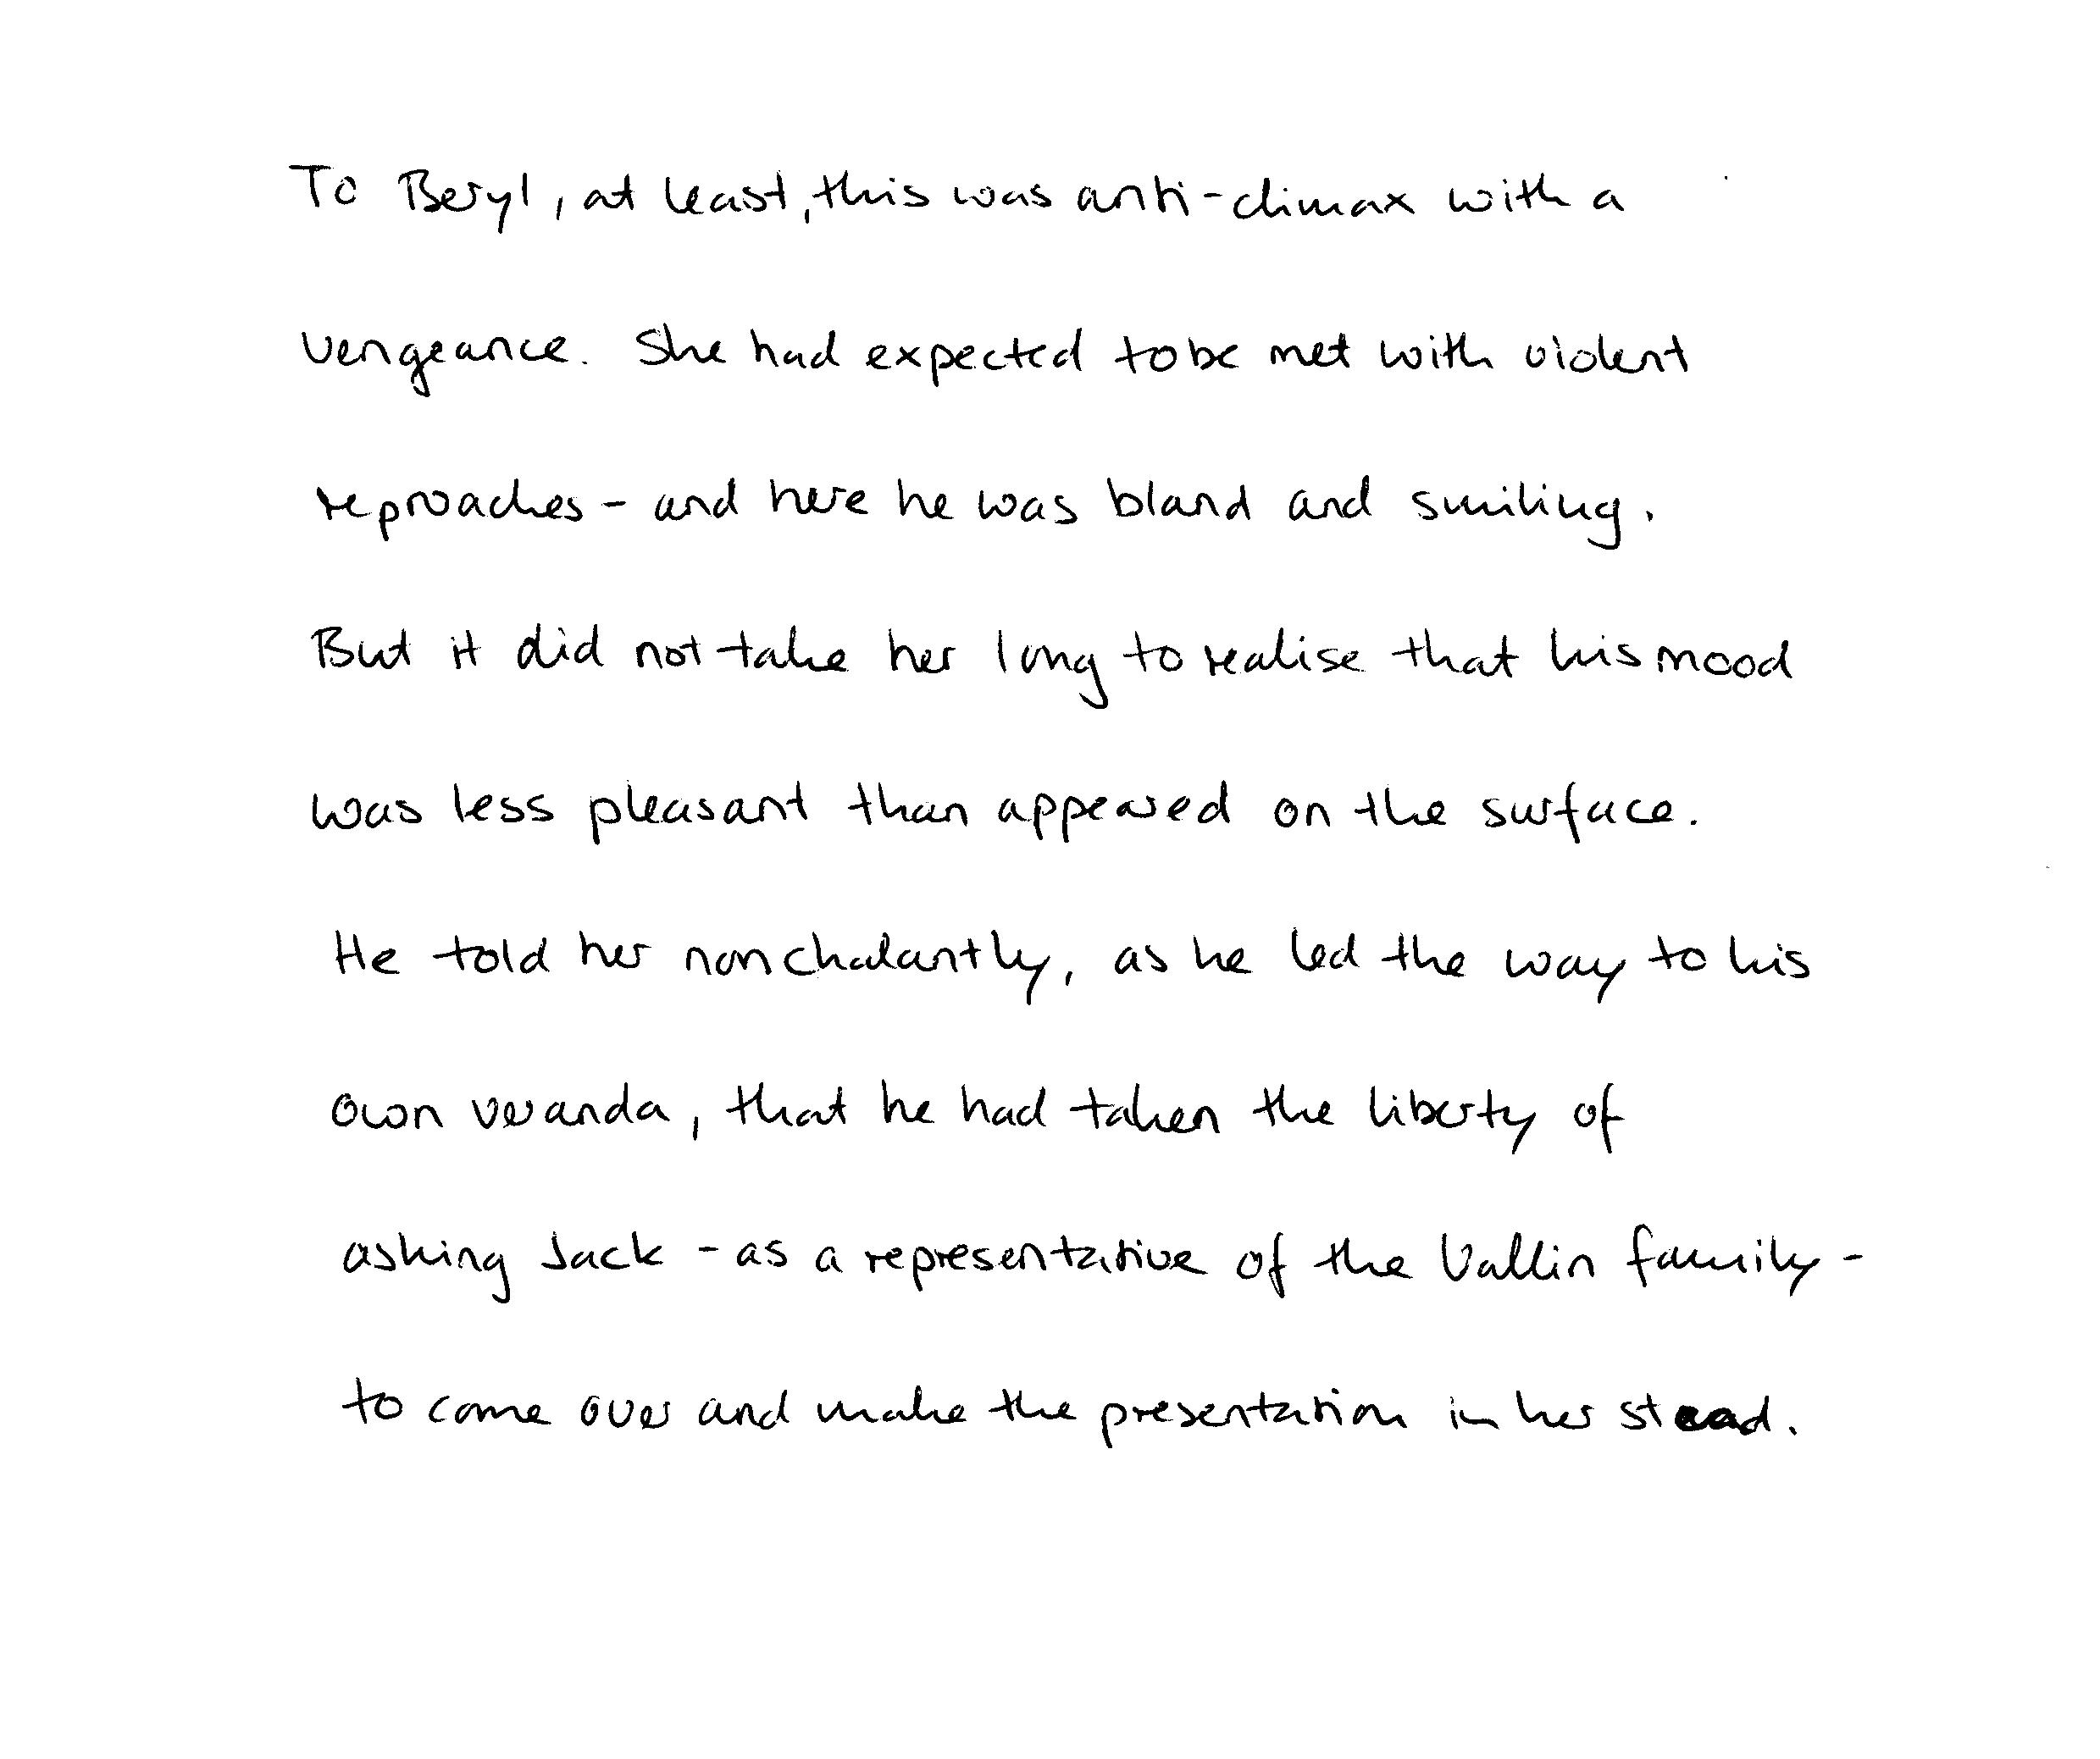 To Beryl, at least, this was anti-climax with a
vengeance. She had expected to be met with violent
reproaches - and here he was bland and smiling.
But it did not take her long to realise that his mood
was less pleasant than appeared on the surface.
He told her nonchalantly, as he led the way to his
own veranda, that he had taken the liberty of
asking Jack - as a representative of the Vallin family -
to come over and make the presentation in her stead.